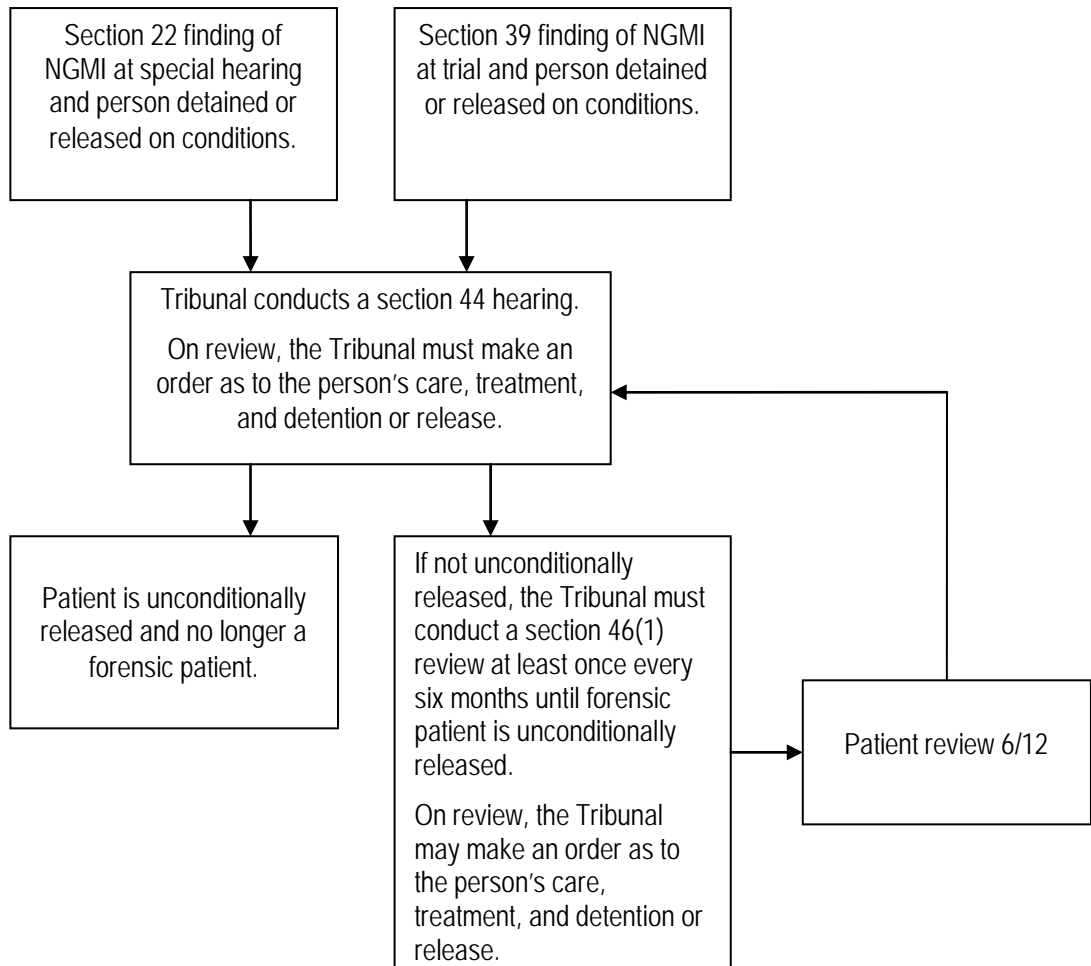 Section 22 finding of
NGMI at special hearing
and person detained or
released on conditions.
Section 39 finding of NGMI
at trial and person detained
or released on conditions.
Tribunal conducts a section 44 hearing.
On review, the Tribunal must make an
order as to the person's care, treatment,
and detention or release.
Patient is unconditionally
released and no longer a
forensic patient.
If not unconditionally
released, the Tribunal must
conduct a section 46(1)
review at least once every
six months until forensic
patient is unconditionally
released.
On review, the Tribunal
may make an order as to
the person's care,
treatment, and detention or
release.
Patient review 6/12